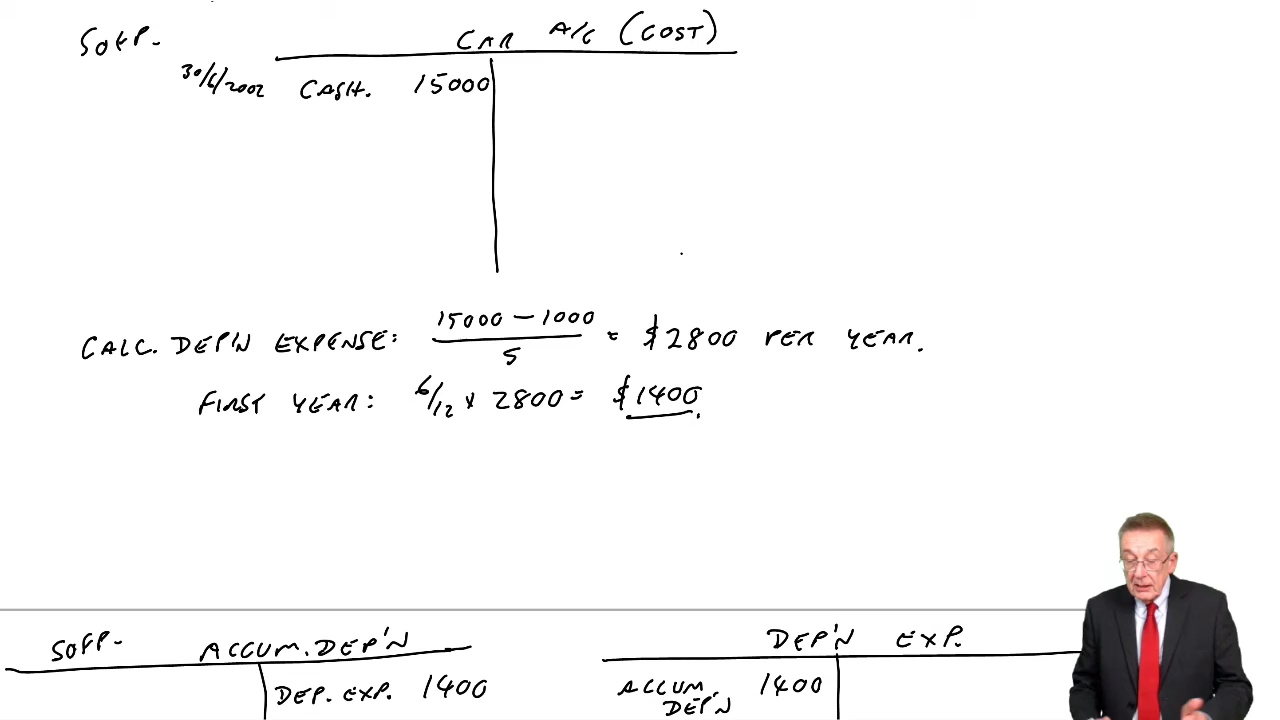 SOFP- CAR A/C (COST)
30/6/2002 CASH. 15000
CALC. DEP'N EXPENSE: 15000 - 1000 / 5 = $2800 PER YEAR.
FIRST YEAR: 6/12 x 2800 = $1400.
SOFP- ACCUM. DEP'N
DEP. EXP. 1400
DEP'N EXP.
ACCUM. DEP'N 1400